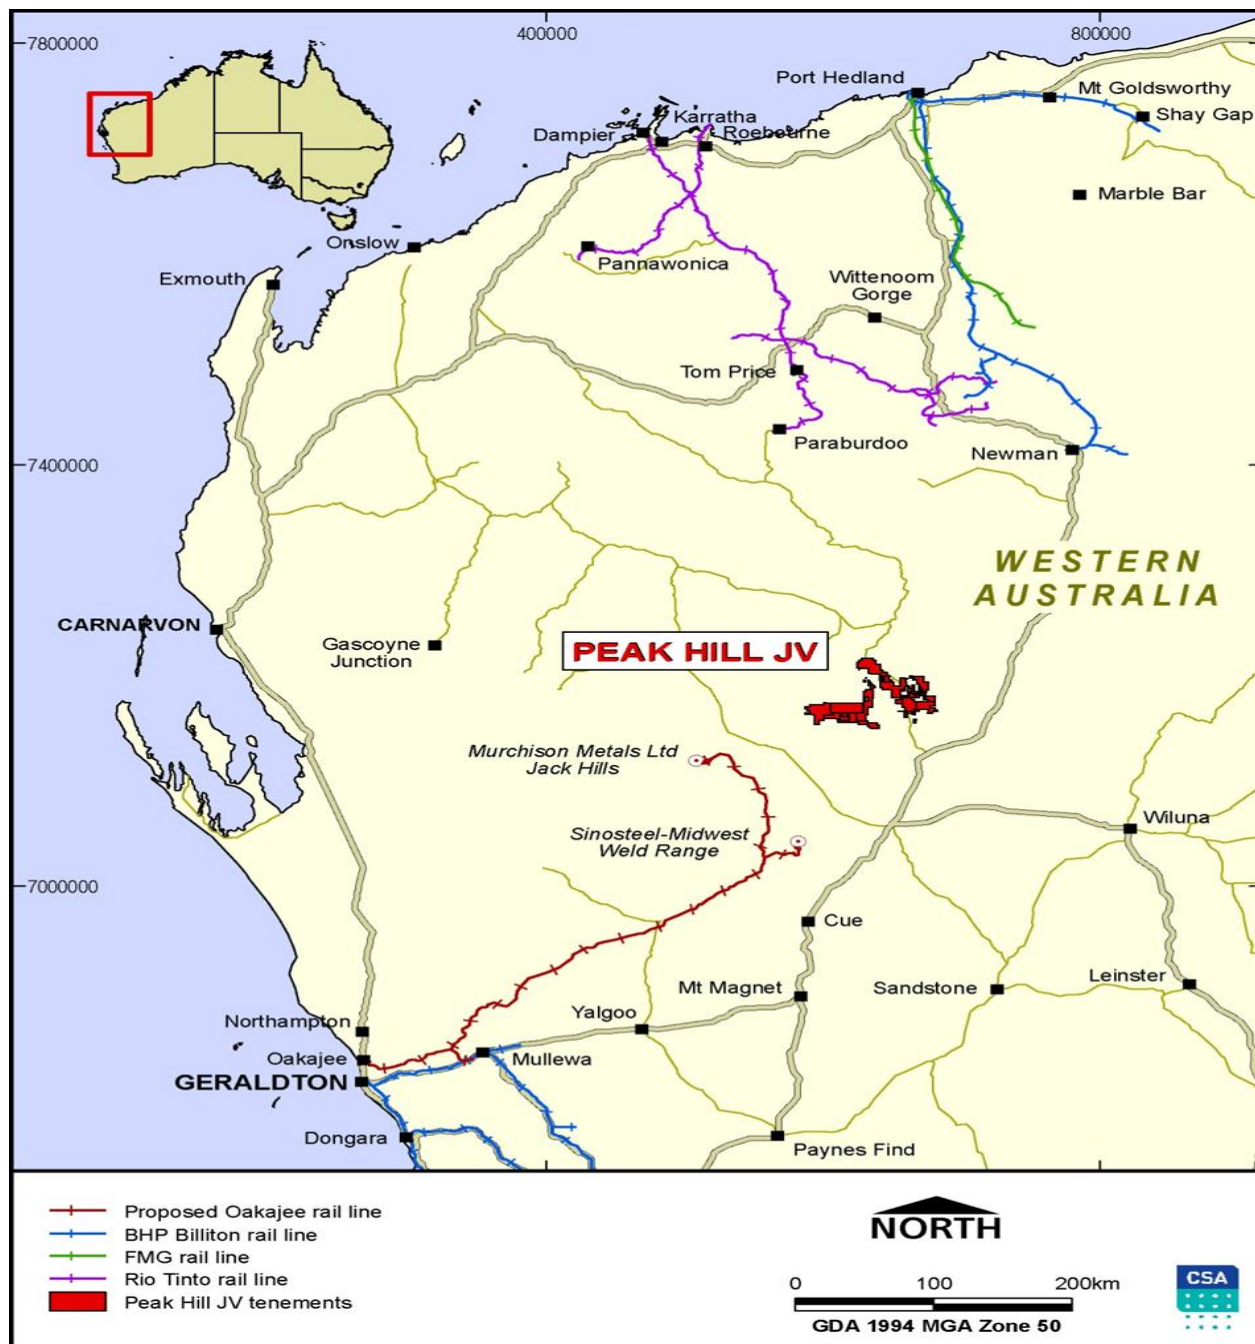 400000
800000
7800000
Port Hedland
Mt Goldsworthy
Karratha
Shay Gap
Dampier
Roebourne
Marble Bar
Onslow
Pannawonica
Exmouth
Wittenoom
Gorge
Tom Price
Paraburdoo
Newman
7400000
WESTERN
AUSTRALIA
CARNARVON
Gascoyne
Junction
PEAK HILL JV
Murchison Metals Ltd
Jack Hills
Sinosteel-Midwest
Weld Range
Wiluna
7000000
Cue
Mt Magnet
Sandstone
Leinster
Yalgoo
Northampton
Oakajee
Mullewa
GERALDTON
Dongara
Paynes Find
Proposed Oakajee rail line
BHP Billiton rail line
FMG rail line
Rio Tinto rail line
Peak Hill JV tenements
NORTH
0 100 200km
GDA 1994 MGA Zone 50
CSA